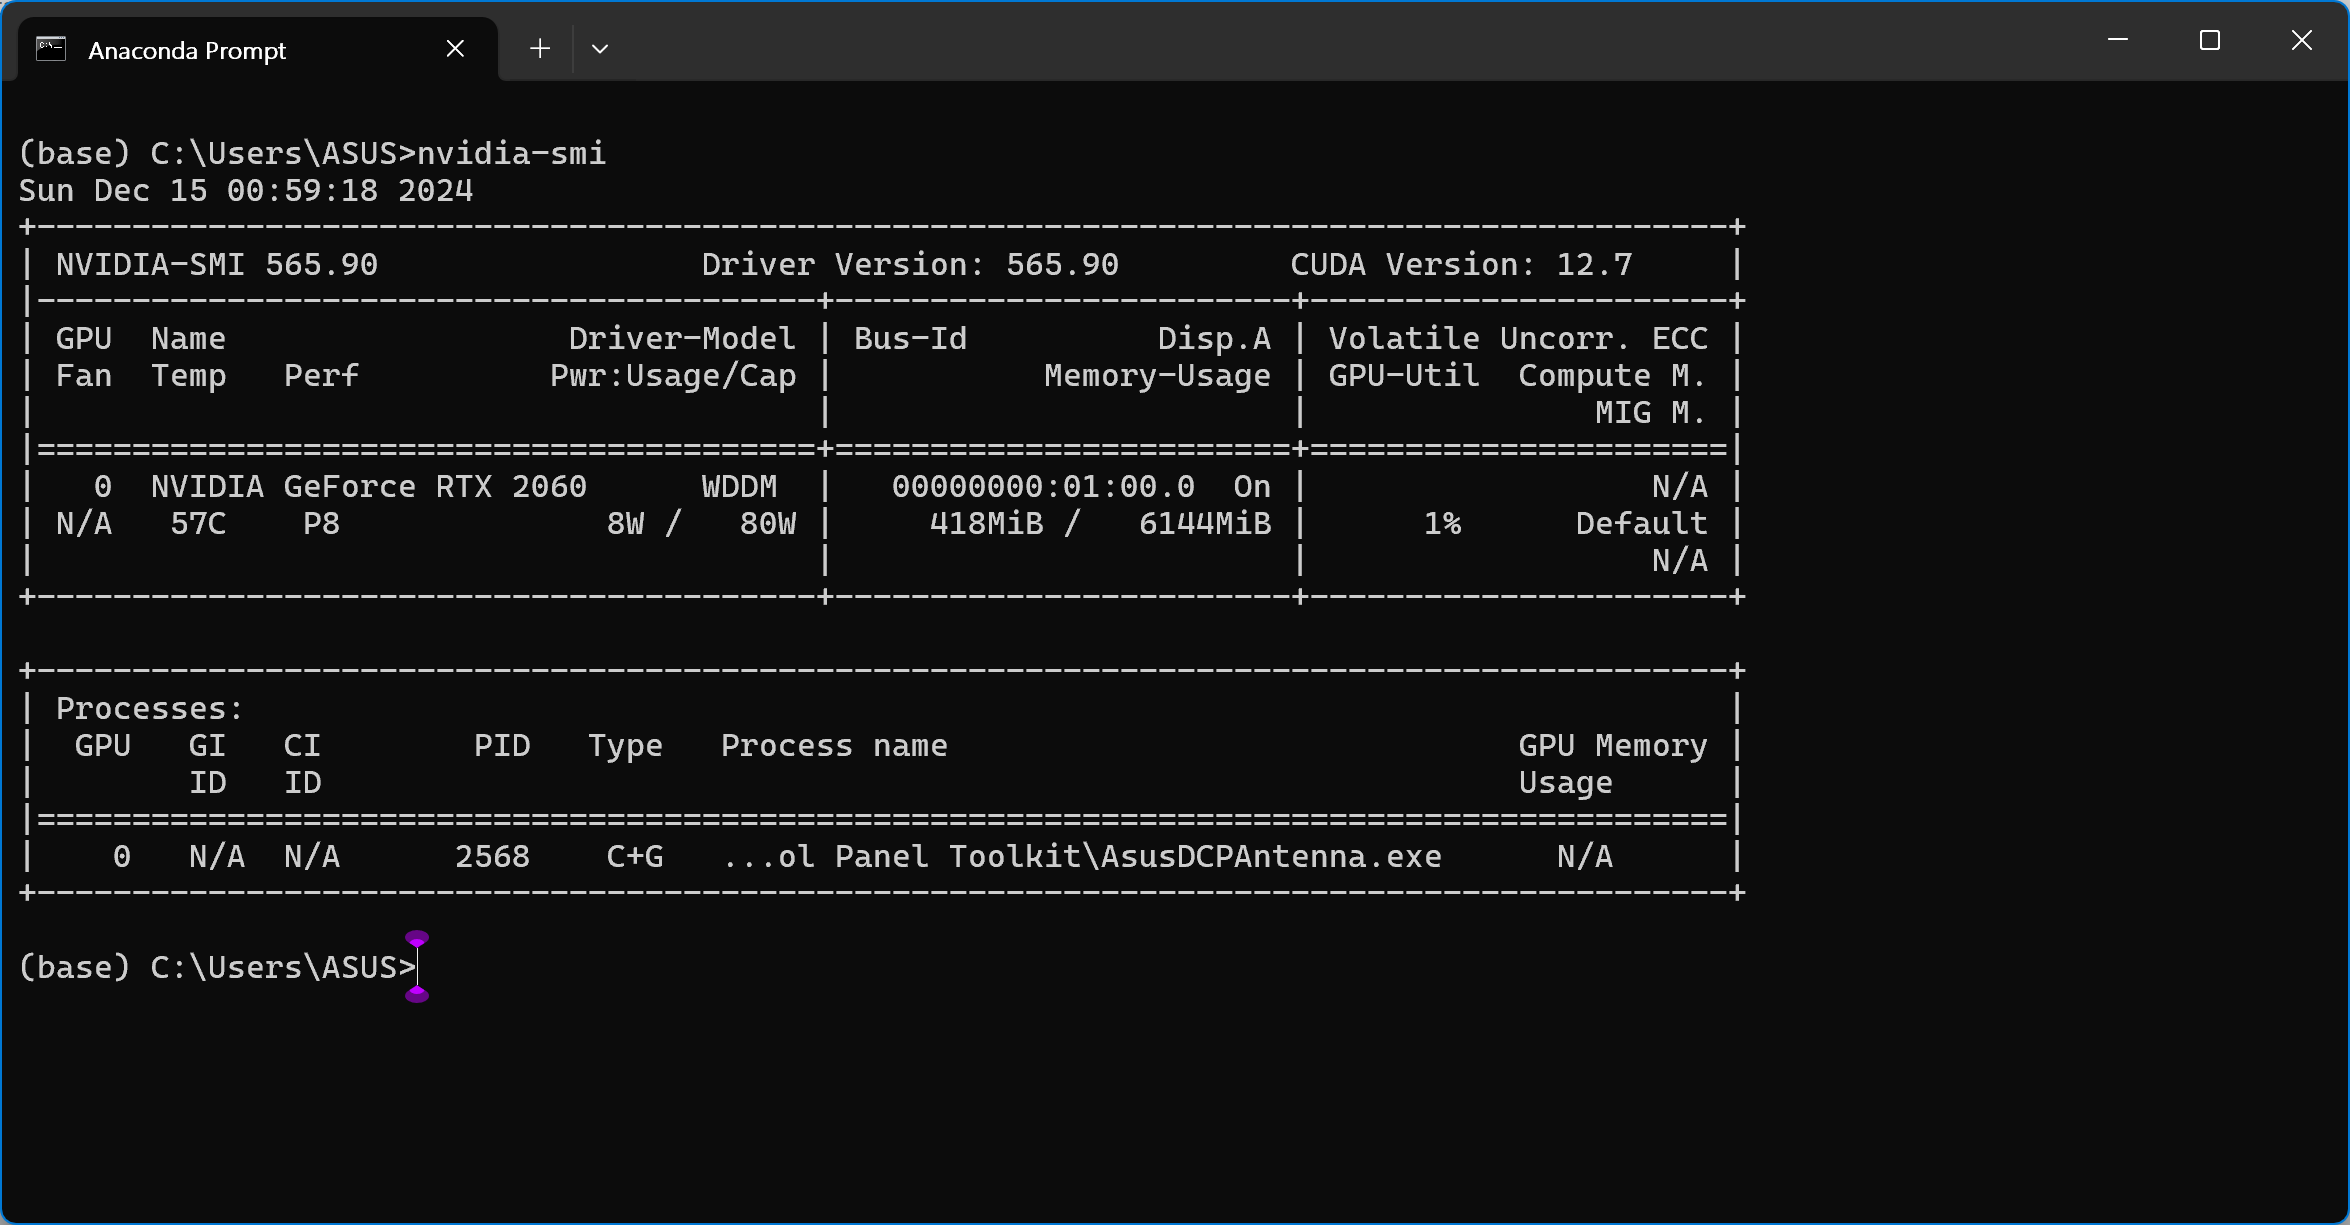 Anaconda Prompt
(base) C:\Users\ASUS>nvidia-smi
Sun Dec 15 00:59:18 2024
+-----------------------------------------------------------------------------------------+
| NVIDIA-SMI 565.90                 Driver Version: 565.90         CUDA Version: 12.7     |
|-----------------------------------------+------------------------+----------------------+
| GPU  Name                  Driver-Model | Bus-Id          Disp.A | Volatile Uncorr. ECC |
| Fan  Temp   Perf          Pwr:Usage/Cap |           Memory-Usage | GPU-Util  Compute M. |
|                                         |                        |               MIG M. |
|=========================================+========================+======================|
|   0  NVIDIA GeForce RTX 2060      WDDM  |   00000000:01:00.0  On |                  N/A |
| N/A   57C    P8              8W /   80W |     418MiB /   6144MiB |      1%      Default |
|                                         |                        |                  N/A |
+-----------------------------------------+------------------------+----------------------+
+-----------------------------------------------------------------------------------------+
| Processes:                                                                              |
|  GPU   GI   CI        PID   Type   Process name                              GPU Memory |
|        ID   ID                                                               Usage      |
|=========================================================================================|
|    0   N/A  N/A      2568    C+G   ...ol Panel Toolkit\AsusDCPAntenna.exe      N/A      |
+-----------------------------------------------------------------------------------------+
(base) C:\Users\ASUS>